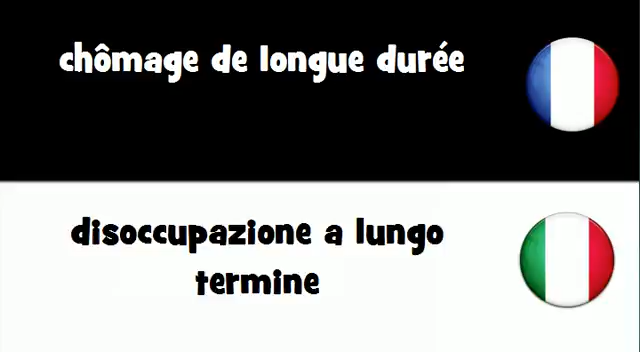 chômage de longue durée
disoccupazione a lungo
termine